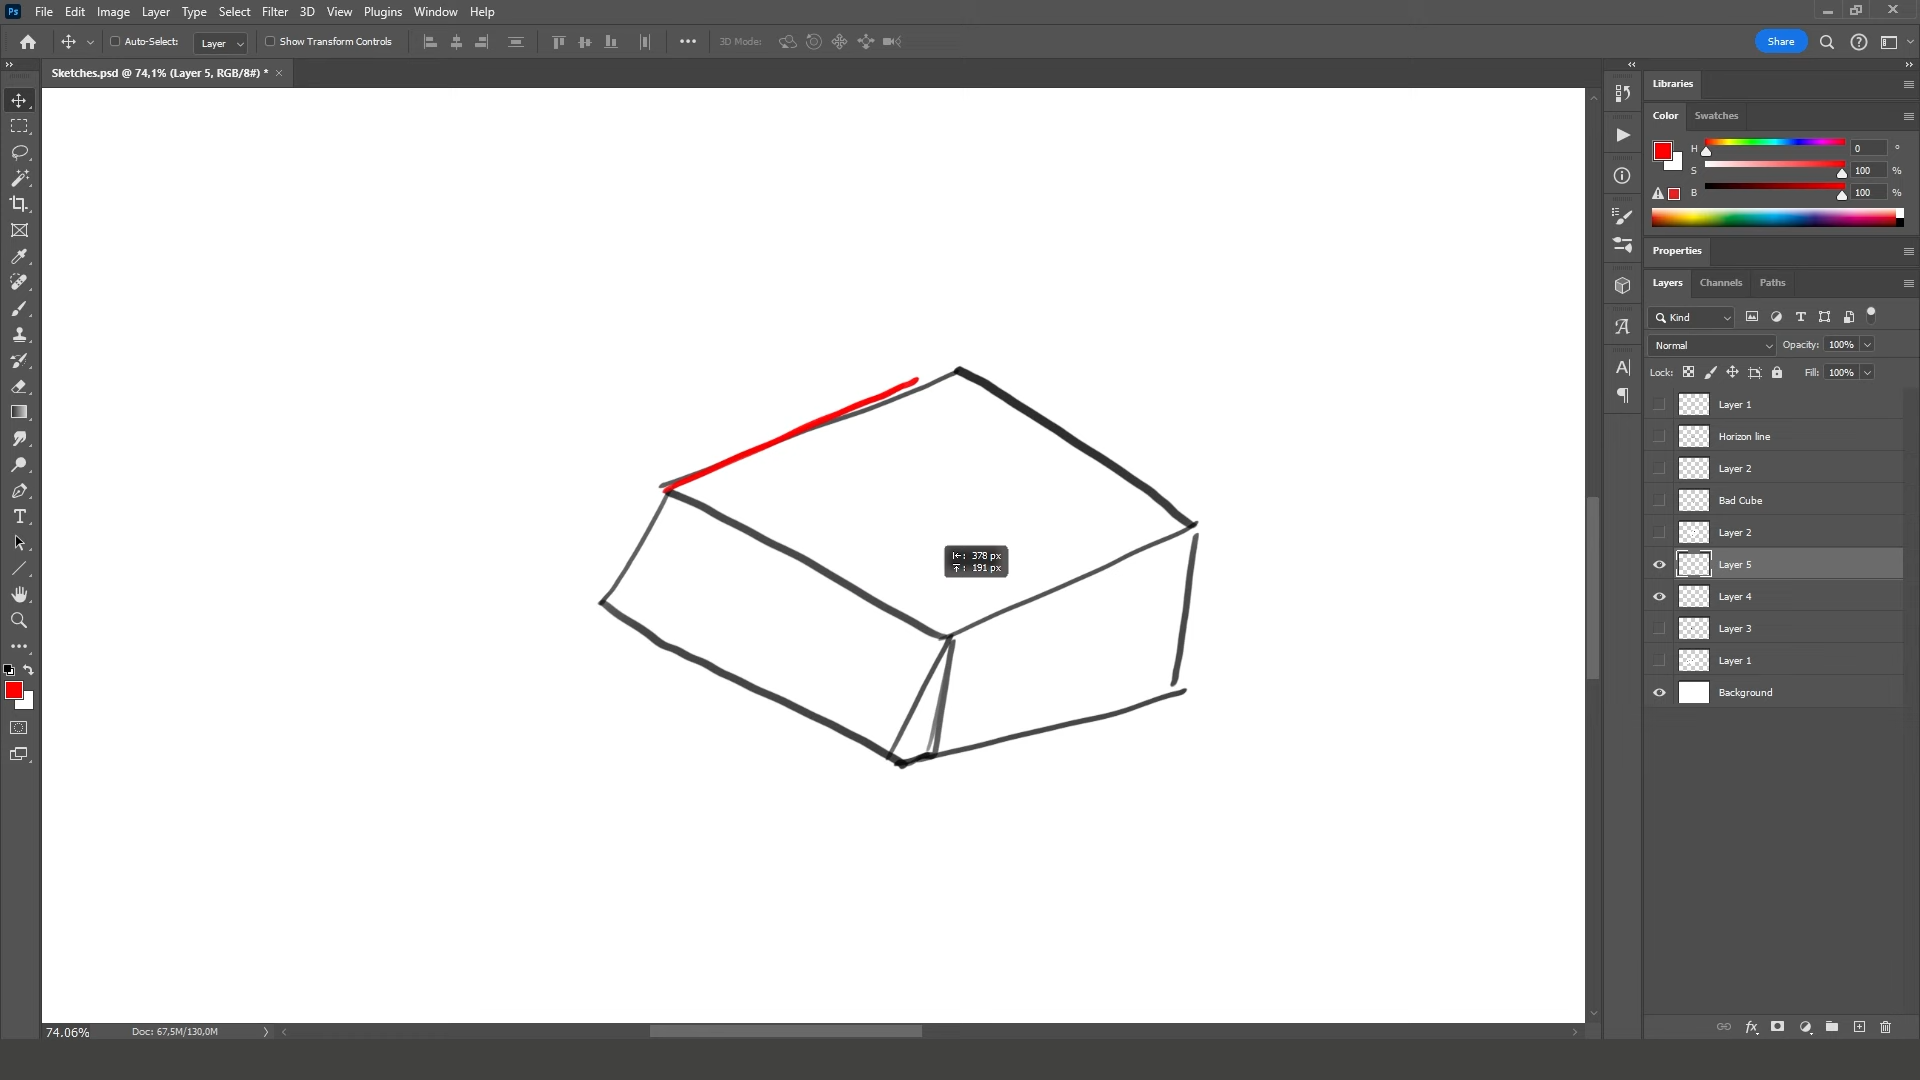 Ps File Edit Image Layer Type Select Filter 3D View Plugins Window Help
Auto-Select: Layer Show Transform Controls 3D Mode: Share
Sketches.psd @ 74,1% (Layer 5, RGB/8#) *
Libraries
Color Swatches
H 0 °
S 100 %
B 100 %
Properties
Layers Channels Paths
Kind
Normal Opacity: 100%
Lock: Fill: 100%
Layer 1
Horizon line
Layer 2
Bad Cube
Layer 2
Layer 5
Layer 4
Layer 3
Layer 1
Background
378 px
191 px
74.06% Doc: 67,5M/130,0M